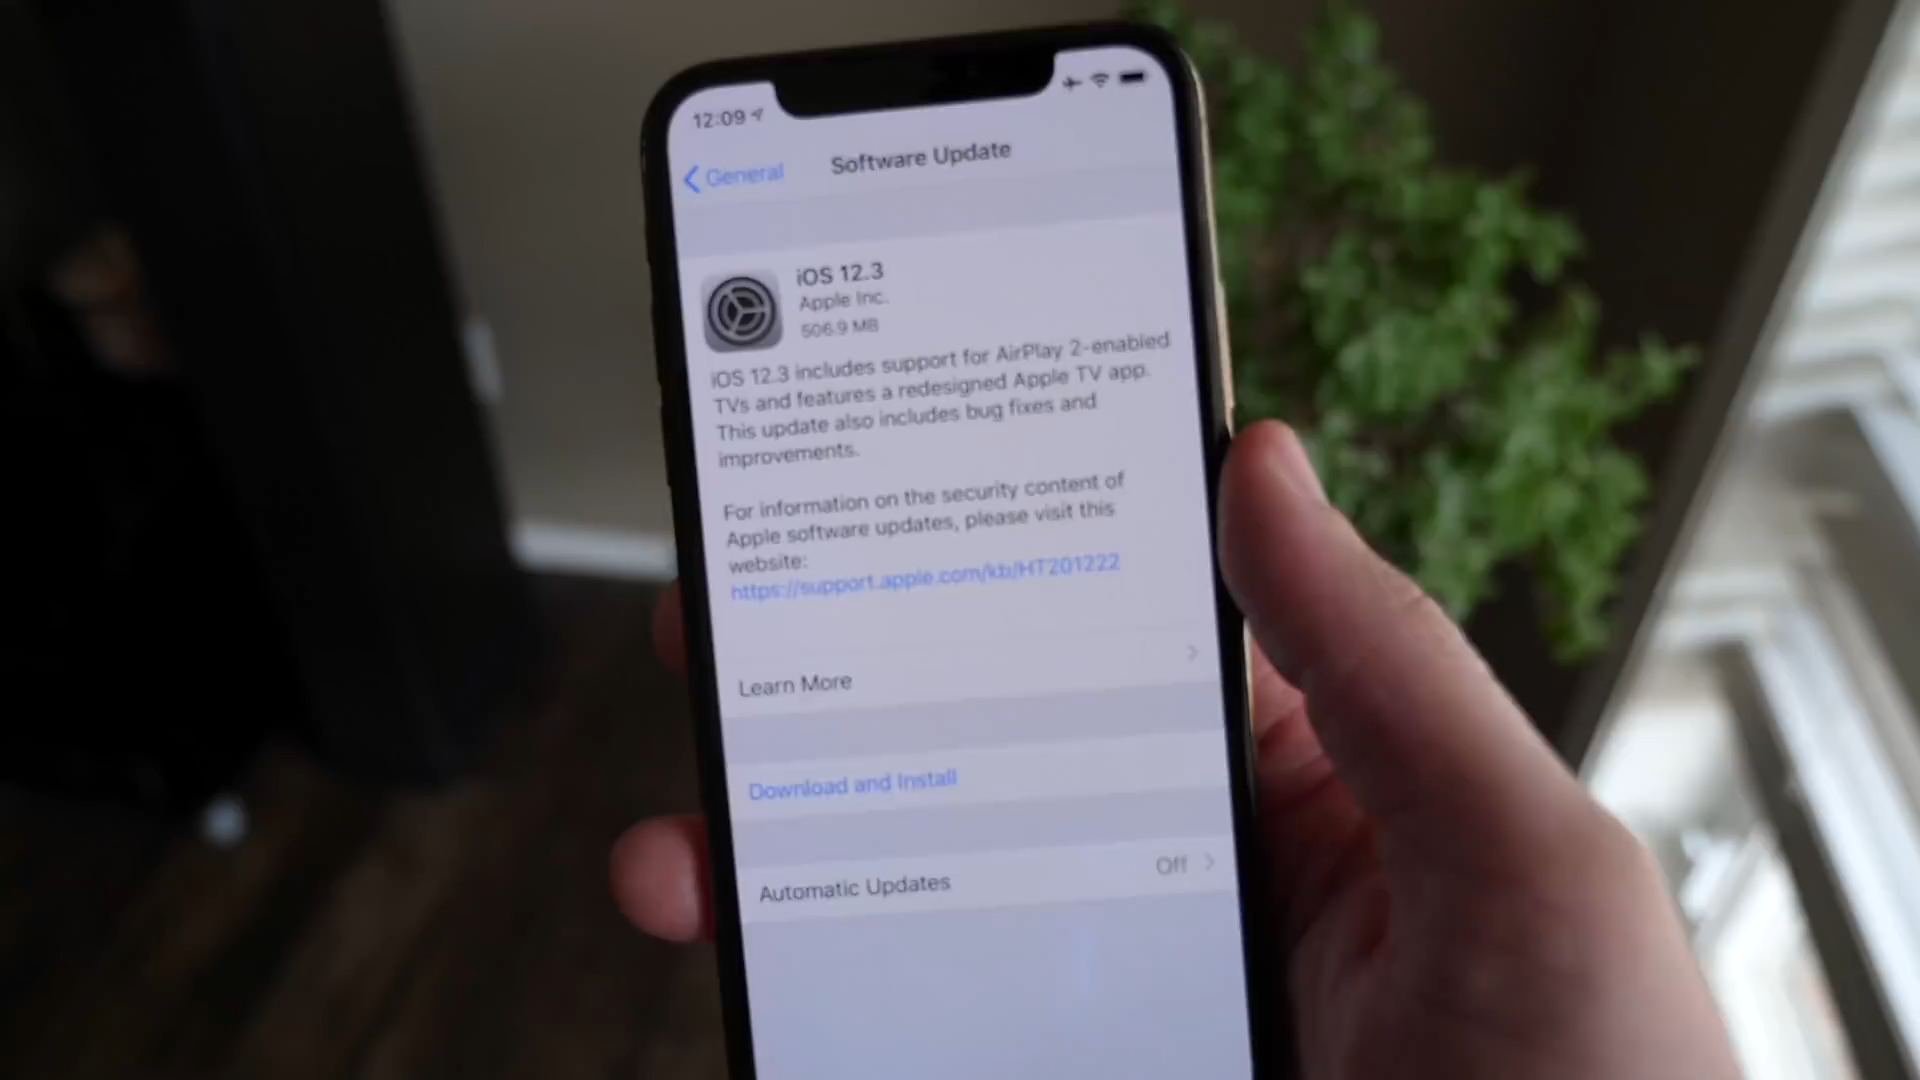 12:09
General
Software Update
iOS 12.3
Apple Inc.
506.9 MB
iOS 12.3 includes support for AirPlay 2-enabled
TVs and features a redesigned Apple TV app.
This update also includes bug fixes and
improvements.
For information on the security content of
Apple software updates, please visit this
website:
https://support.apple.com/kb/HT201222
Learn More
Download and Install
Automatic Updates Off